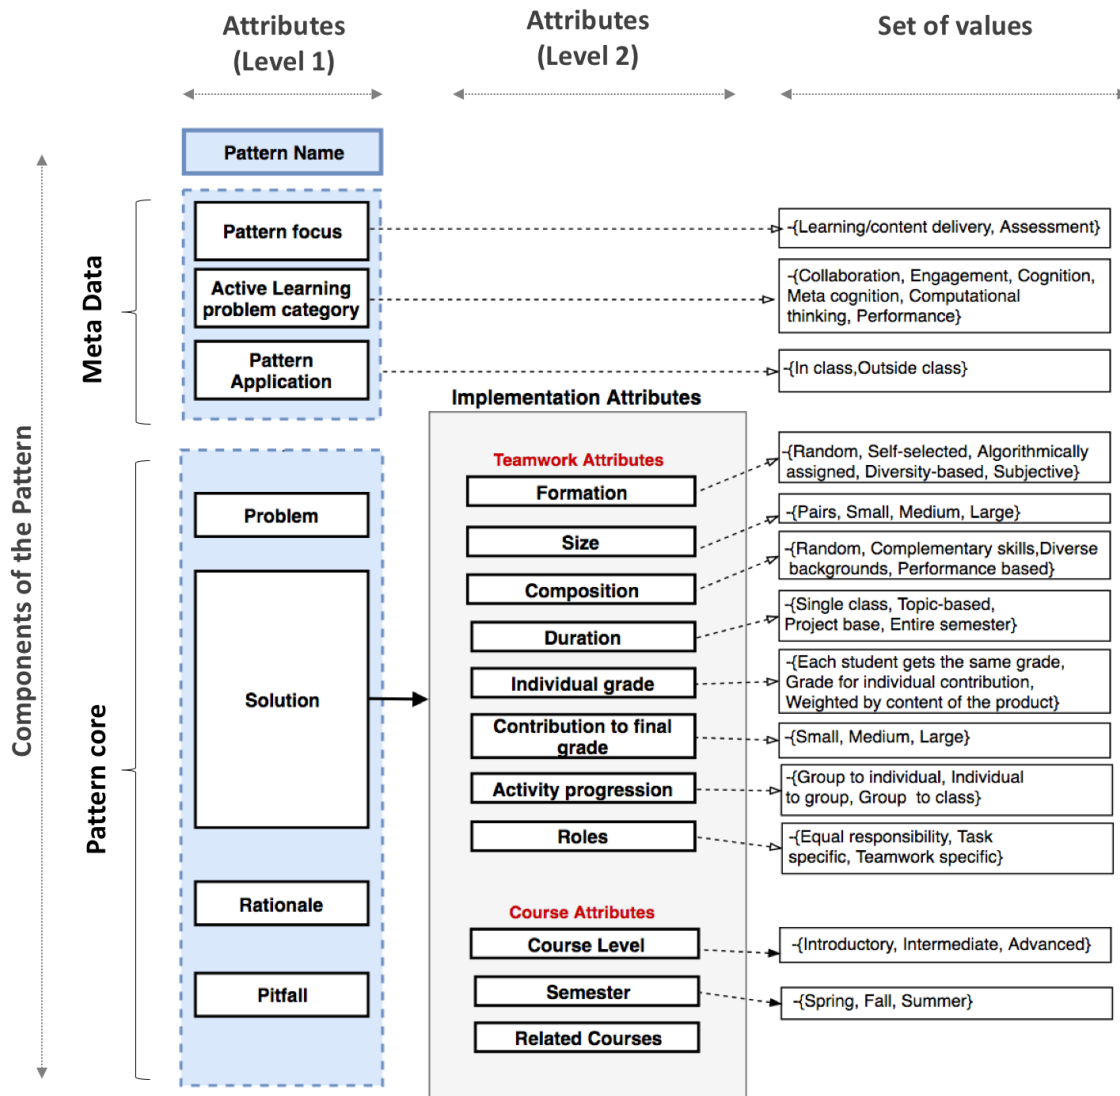 Attributes
(Level 1)
Attributes
(Level 2)
Set of values
Components of the Pattern
Meta Data
Pattern core
Pattern Name
Pattern focus
Active Learning
problem category
Pattern
Application
Problem
Solution
Rationale
Pitfall
Implementation Attributes
Teamwork Attributes
Formation
Size
Composition
Duration
Individual grade
Contribution to final
grade
Activity progression
Roles
Course Attributes
Course Level
Semester
Related Courses
-{Learning/content delivery, Assessment}
-{Collaboration, Engagement, Cognition,
Meta cognition, Computational
thinking, Performance}
-{In class,Outside class}
-{Random, Self-selected, Algorithmically
assigned, Diversity-based, Subjective}
-{Pairs, Small, Medium, Large}
-{Random, Complementary skills,Diverse
backgrounds, Performance based}
-{Single class, Topic-based,
Project base, Entire semester}
-{Each student gets the same grade,
Grade for individual contribution,
Weighted by content of the product}
-{Small, Medium, Large}
-{Group to individual, Individual
to group, Group to class}
-{Equal responsibility, Task
specific, Teamwork specific}
-{Introductory, Intermediate, Advanced}
-{Spring, Fall, Summer}